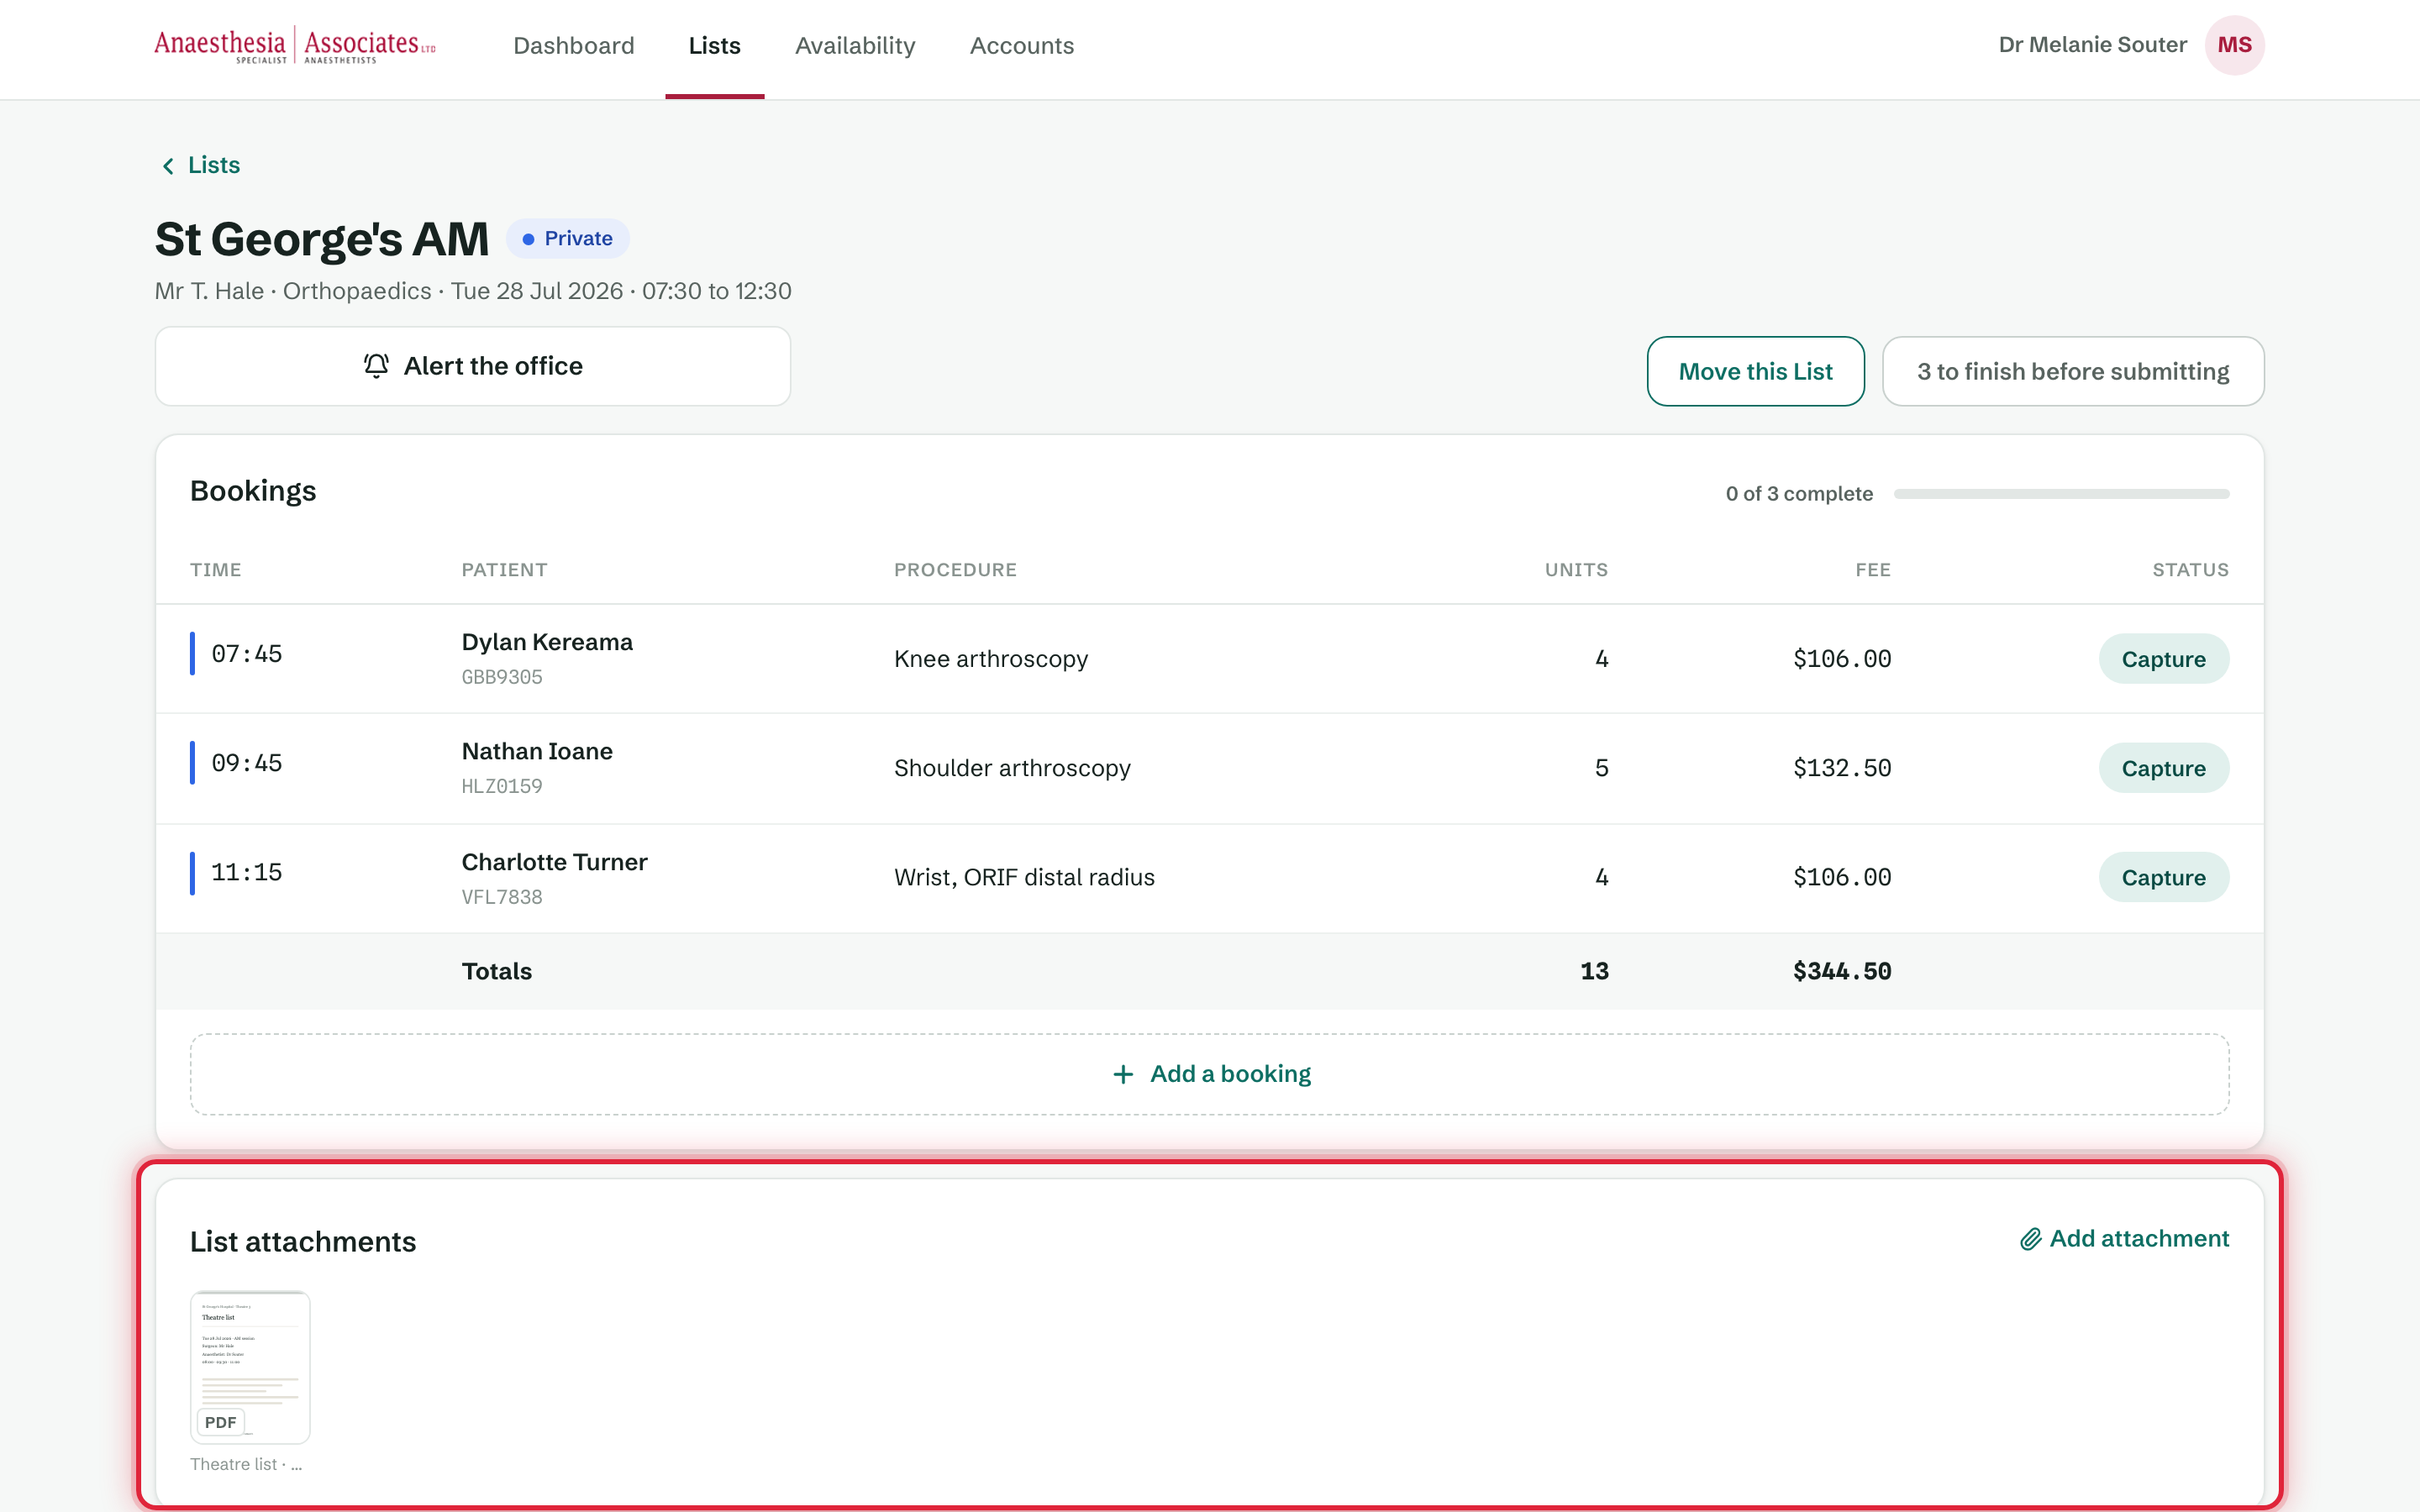 Anaesthesia Associates LTD
SPECIALIST ANAESTHETISTS
Dashboard
Lists
Availability
Accounts
Dr Melanie Souter
MS
Lists
St George's AM
Private
Mr T. Hale · Orthopaedics · Tue 28 Jul 2026 · 07:30 to 12:30
Alert the office
Move this List
3 to finish before submitting
Bookings
0 of 3 complete
TIME PATIENT PROCEDURE UNITS FEE STATUS
07:45 Dylan Kereama Knee arthroscopy 4 $106.00 Capture
GBB9305
09:45 Nathan Ioane Shoulder arthroscopy 5 $132.50 Capture
HLZ0159
11:15 Charlotte Turner Wrist, ORIF distal radius 4 $106.00 Capture
VFL7838
Totals 13 $344.50
Add a booking
List attachments
Add attachment
Theatre list
PDF
Theatre list · ...